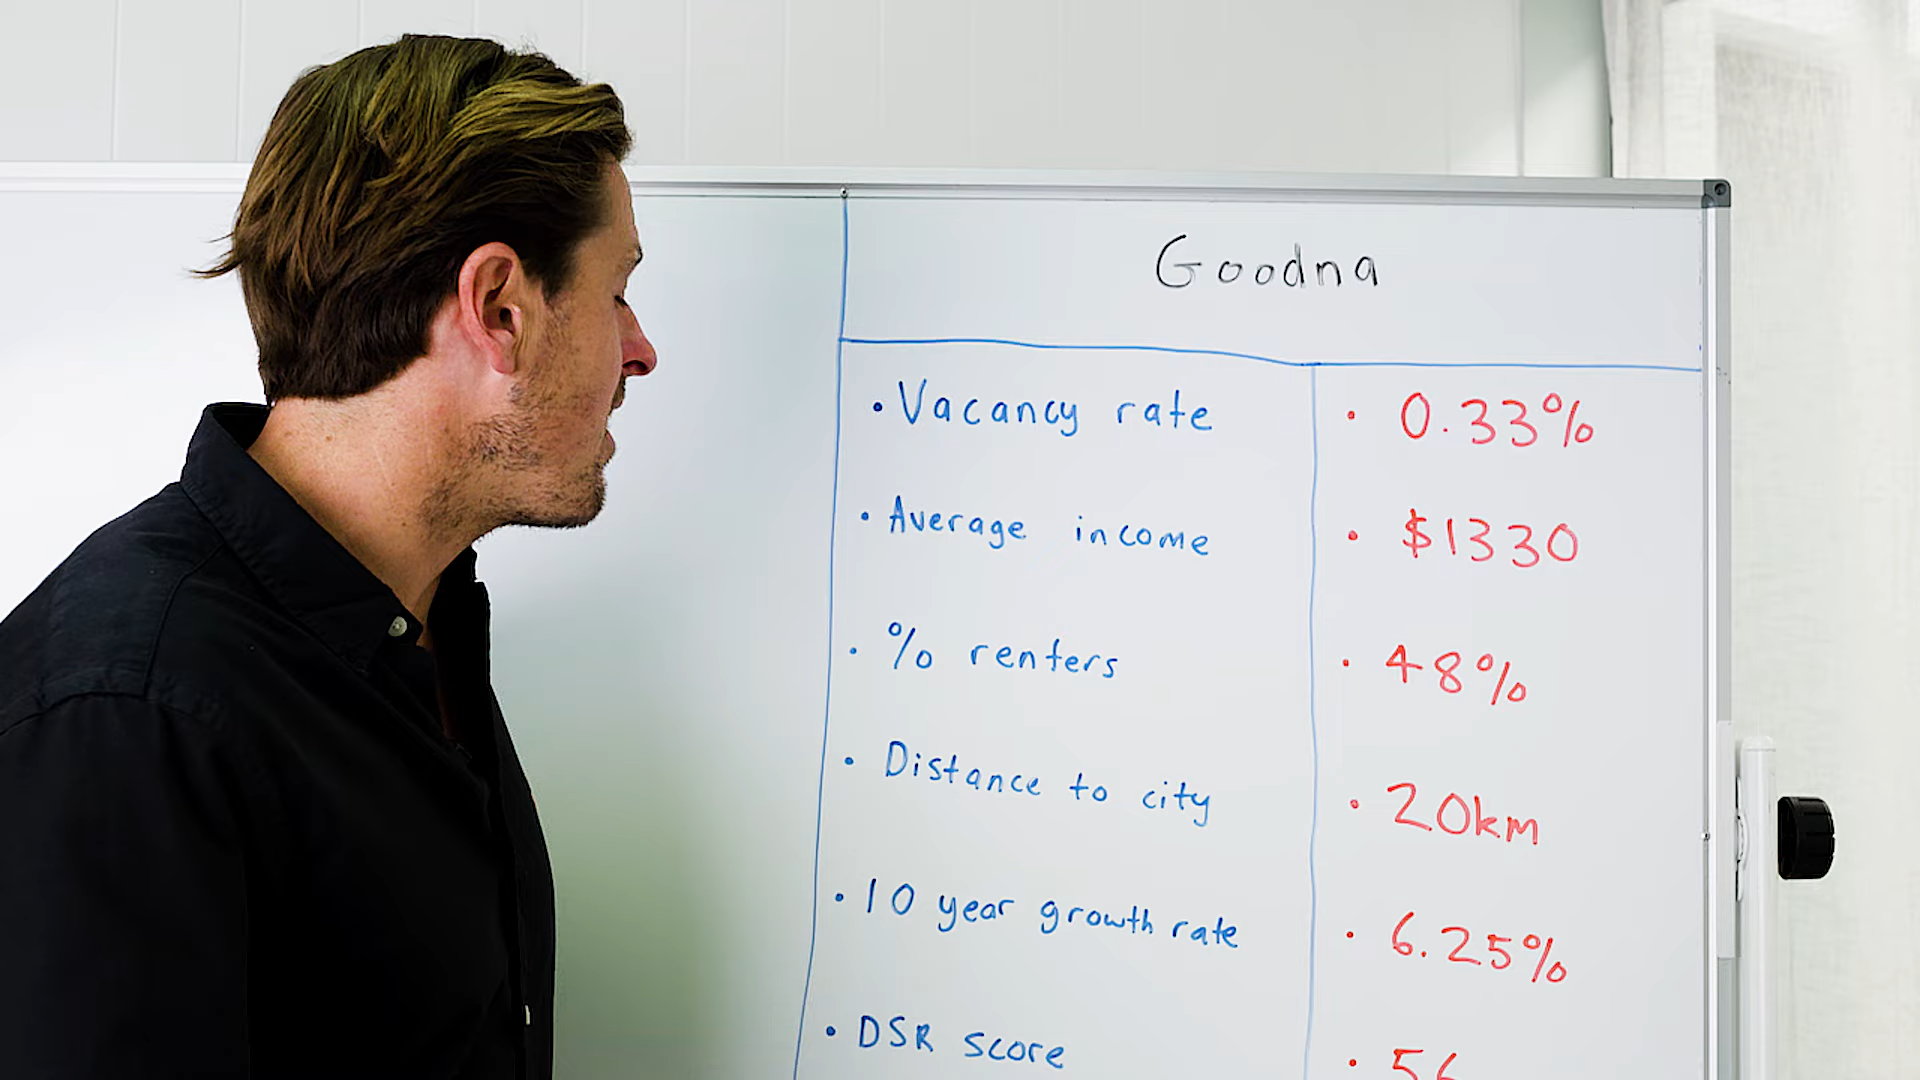 Goodna
• Vacancy rate • 0.33%
• Average income • $1330
• % renters • 48%
• Distance to city • 20km
• 10 year growth rate • 6.25%
• DSR score •